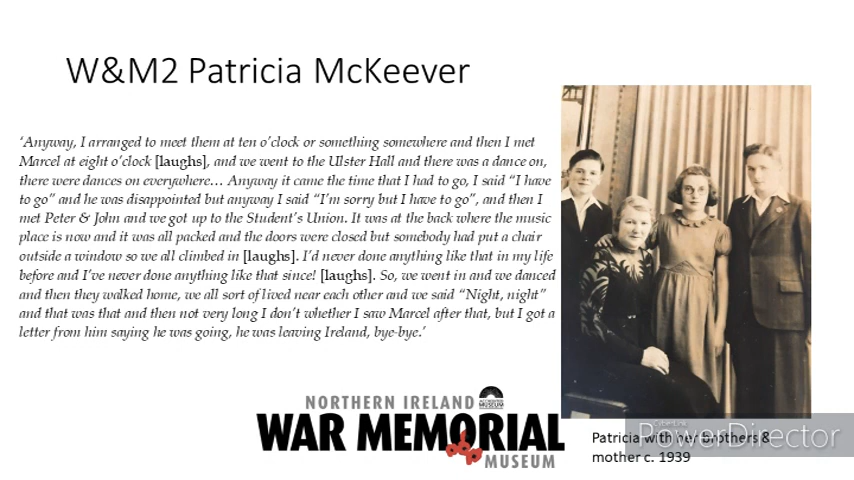 W&M2 Patricia McKeever
‘Anyway, I arranged to meet them at ten o’clock or something somewhere and then I met
Marcel at eight o’clock [laughs], and we went to the Ulster Hall and there was a dance on,
there were dances on everywhere… Anyway it came the time that I had to go, I said “I have
to go” and he was disappointed but anyway I said “I’m sorry but I have to go”, and then I
met Peter & John and we got up to the Student’s Union. It was at the back where the music
place is now and it was all packed and the doors were closed but somebody had put a chair
outside a window so we all climbed in [laughs]. I’d never done anything like that in my life
before and I’ve never done anything like that since! [laughs]. So, we went in and we danced
and then they walked home, we all sort of lived near each other and we said “Night, night”
and that was that and then not very long I don’t whether I saw Marcel after that, but I got a
letter from him saying he was going, he was leaving Ireland, bye-bye.’
NORTHERN IRELAND
ACCREDITED
MUSEUM
WAR MEMORIAL
MUSEUM
Patricia with her brothers &
mother c. 1939
CyberLink
PowerDirector